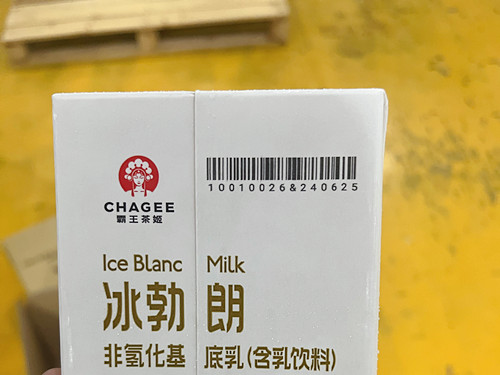 CHAGEE
霸王茶姬
10010026&240625
Ice Blanc Milk
冰勃朗
非氢化基底乳(含乳饮料)